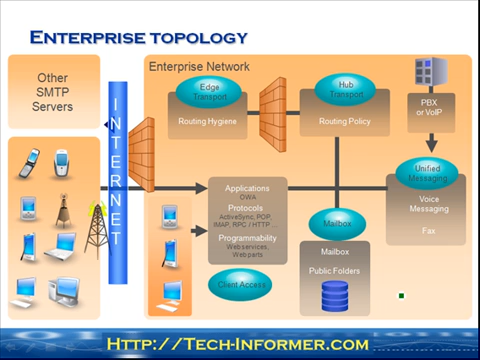 Enterprise topology
Other
SMTP
Servers
INTERNET
Enterprise Network
Edge
Transport
Routing Hygiene
Hub
Transport
Routing Policy
PBX
or VoIP
Unified
Messaging
Voice
Messaging
Fax
Applications
OWA
Protocols
ActiveSync, POP,
IMAP, RPC / HTTP ...
Programmability
Web services,
Web parts
Client Access
Mailbox
Mailbox
Public Folders
Http://Tech-Informer.com